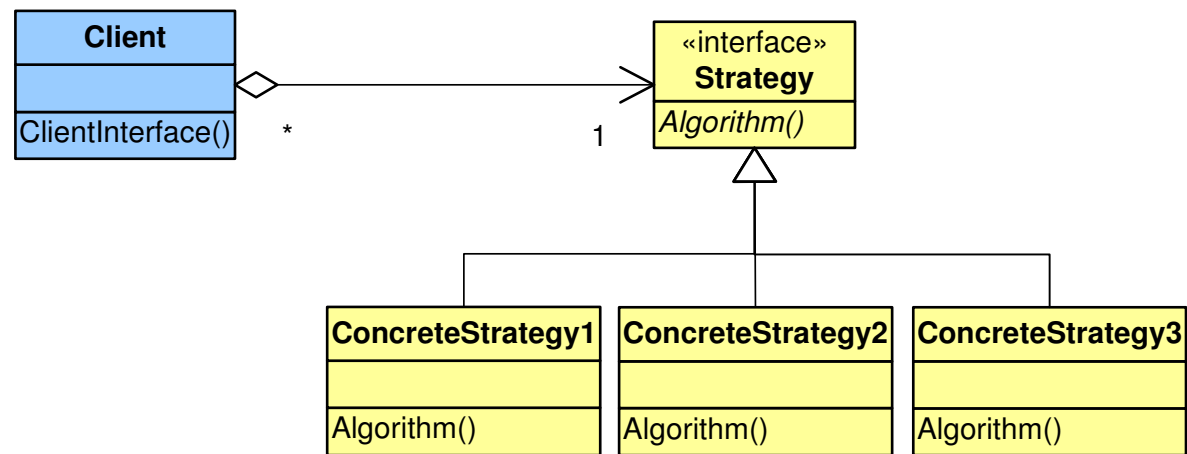 Client
ClientInterface()
*
1
«interface»
Strategy
Algorithm()
ConcreteStrategy1
Algorithm()
ConcreteStrategy2
Algorithm()
ConcreteStrategy3
Algorithm()